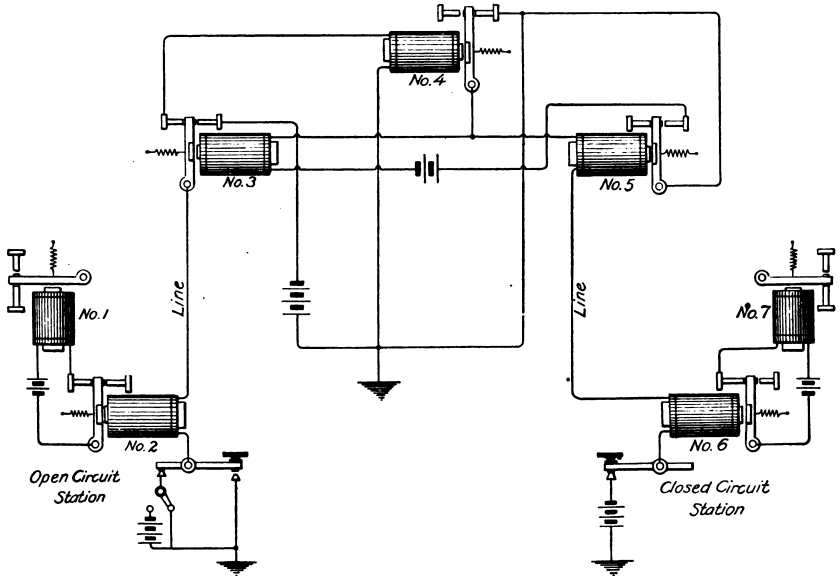 No. 4
No. 3
No. 5
Line
Line
No. 1
No. 7
No. 2
No. 6
Open Circuit
Station
Closed Circuit
Station